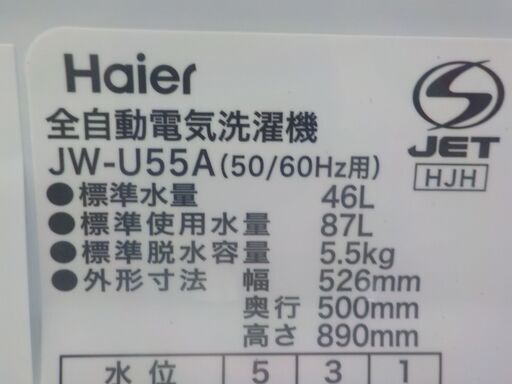 Haier
全自動電気洗濯機
JW-U55A(50/60Hz用)
●標準水量 46L
●標準使用水量 87L
●標準脱水容量 5.5kg
●外形寸法 幅 526mm
奥行 500mm
高さ 890mm
水位 5 3 1
S
JET
HJH